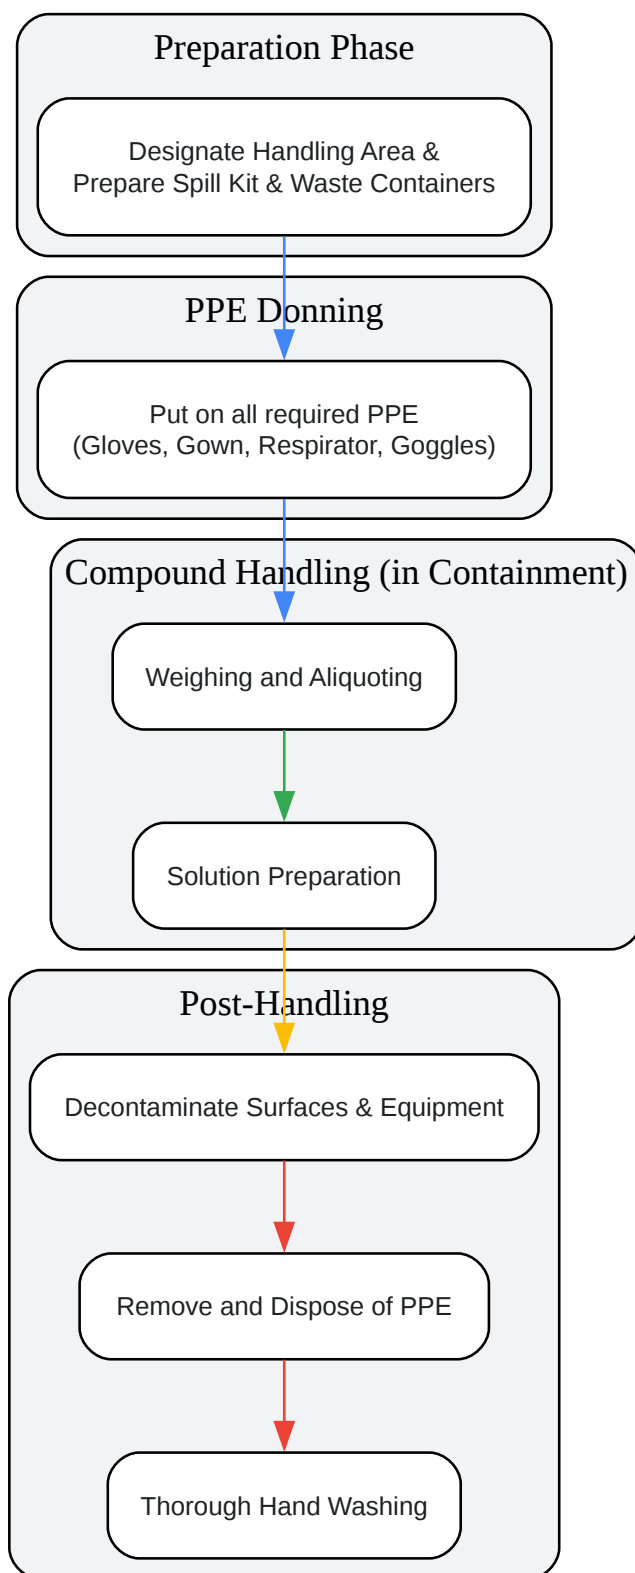 Preparation Phase
Designate Handling Area &
Prepare Spill Kit & Waste Containers
PPE Donning
Put on all required PPE
(Gloves, Gown, Respirator, Goggles)
Compound Handling (in Containment)
Weighing and Aliquoting
Solution Preparation
Post-Handling
Decontaminate Surfaces & Equipment
Remove and Dispose of PPE
Thorough Hand Washing